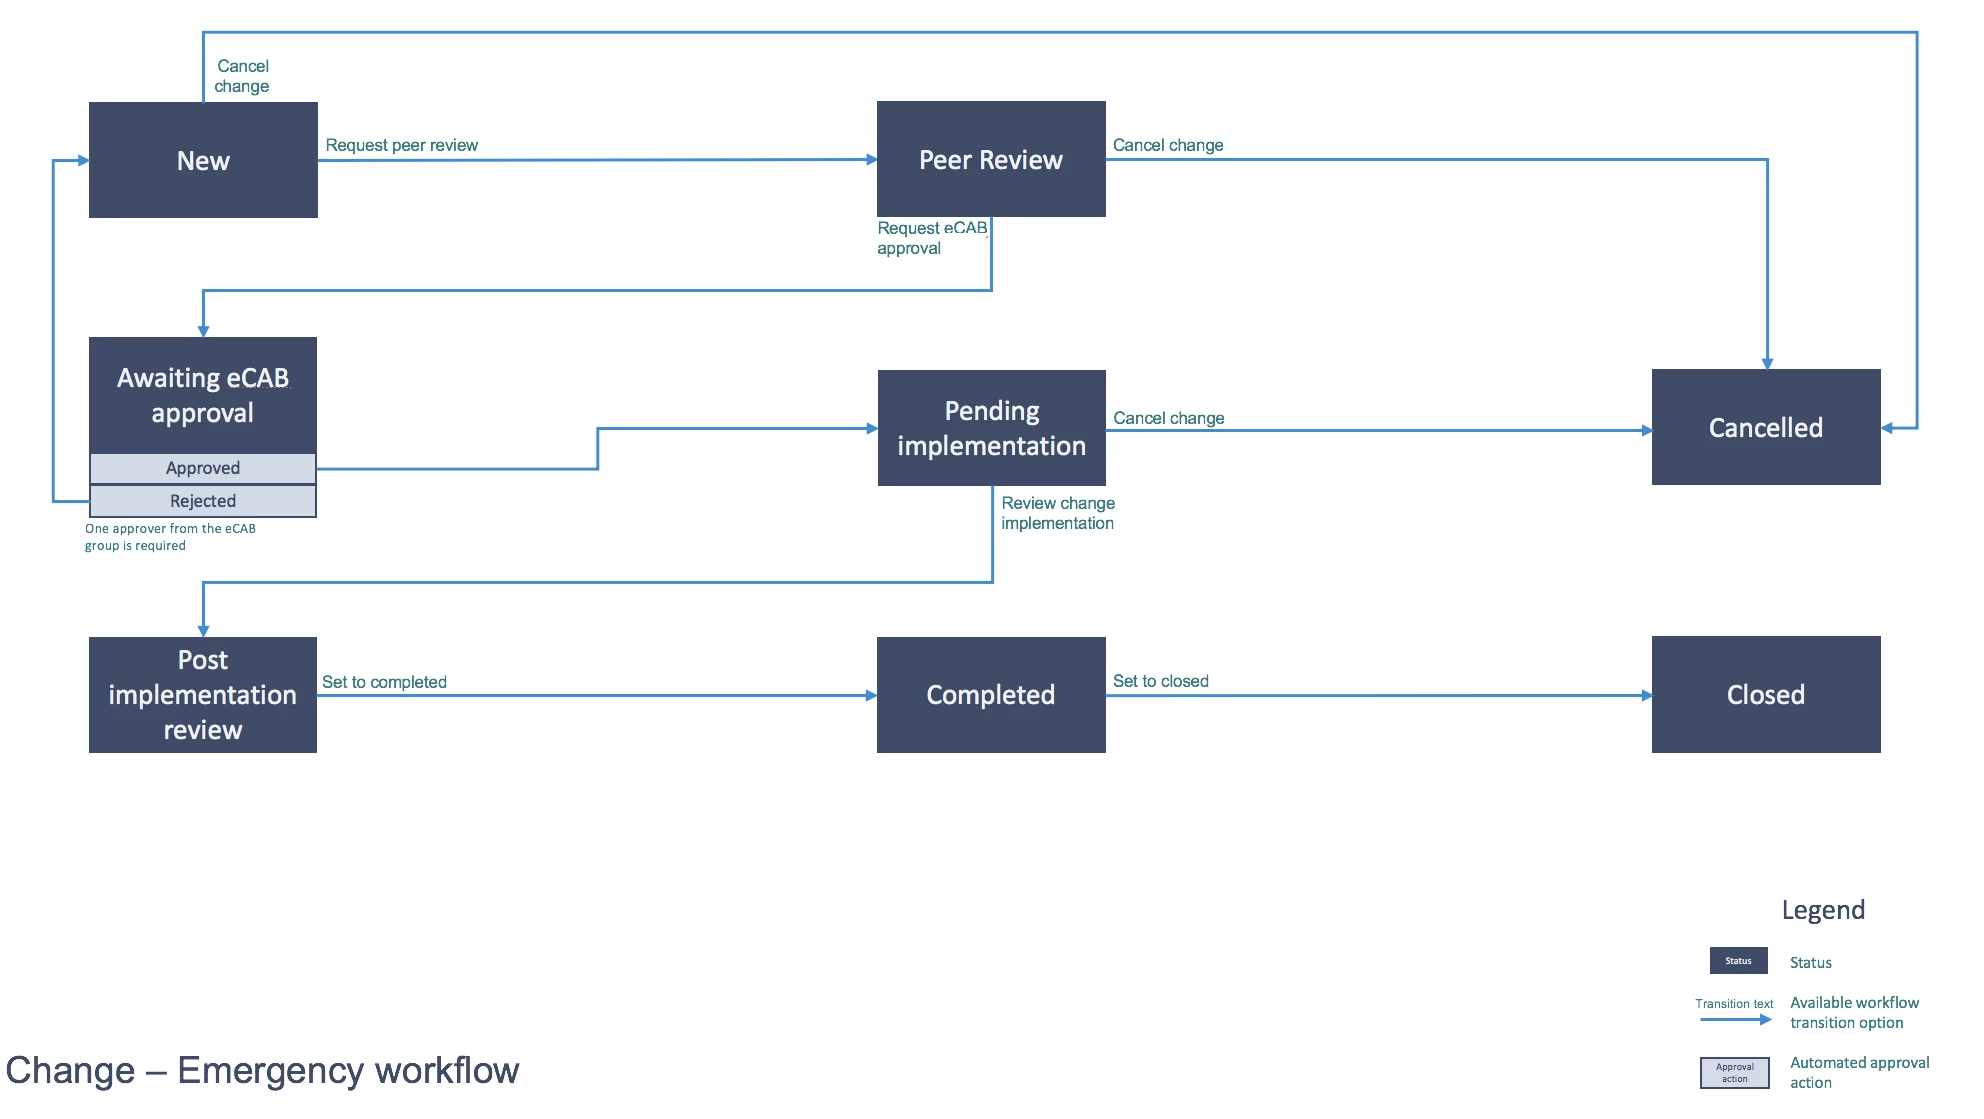 Cancel
change
New
Request peer review
Peer Review
Cancel change
Request eCAB
approval
Awaiting eCAB
approval
Approved
Rejected
One approver from the eCAB
group is required
Pending
implementation
Cancel change
Cancelled
Review change
implementation
Post
implementation
review
Set to completed
Completed
Set to closed
Closed
Legend
Status
Status
Transition text
Available workflow
transition option
Approval
action
Automated approval
action
Change – Emergency workflow